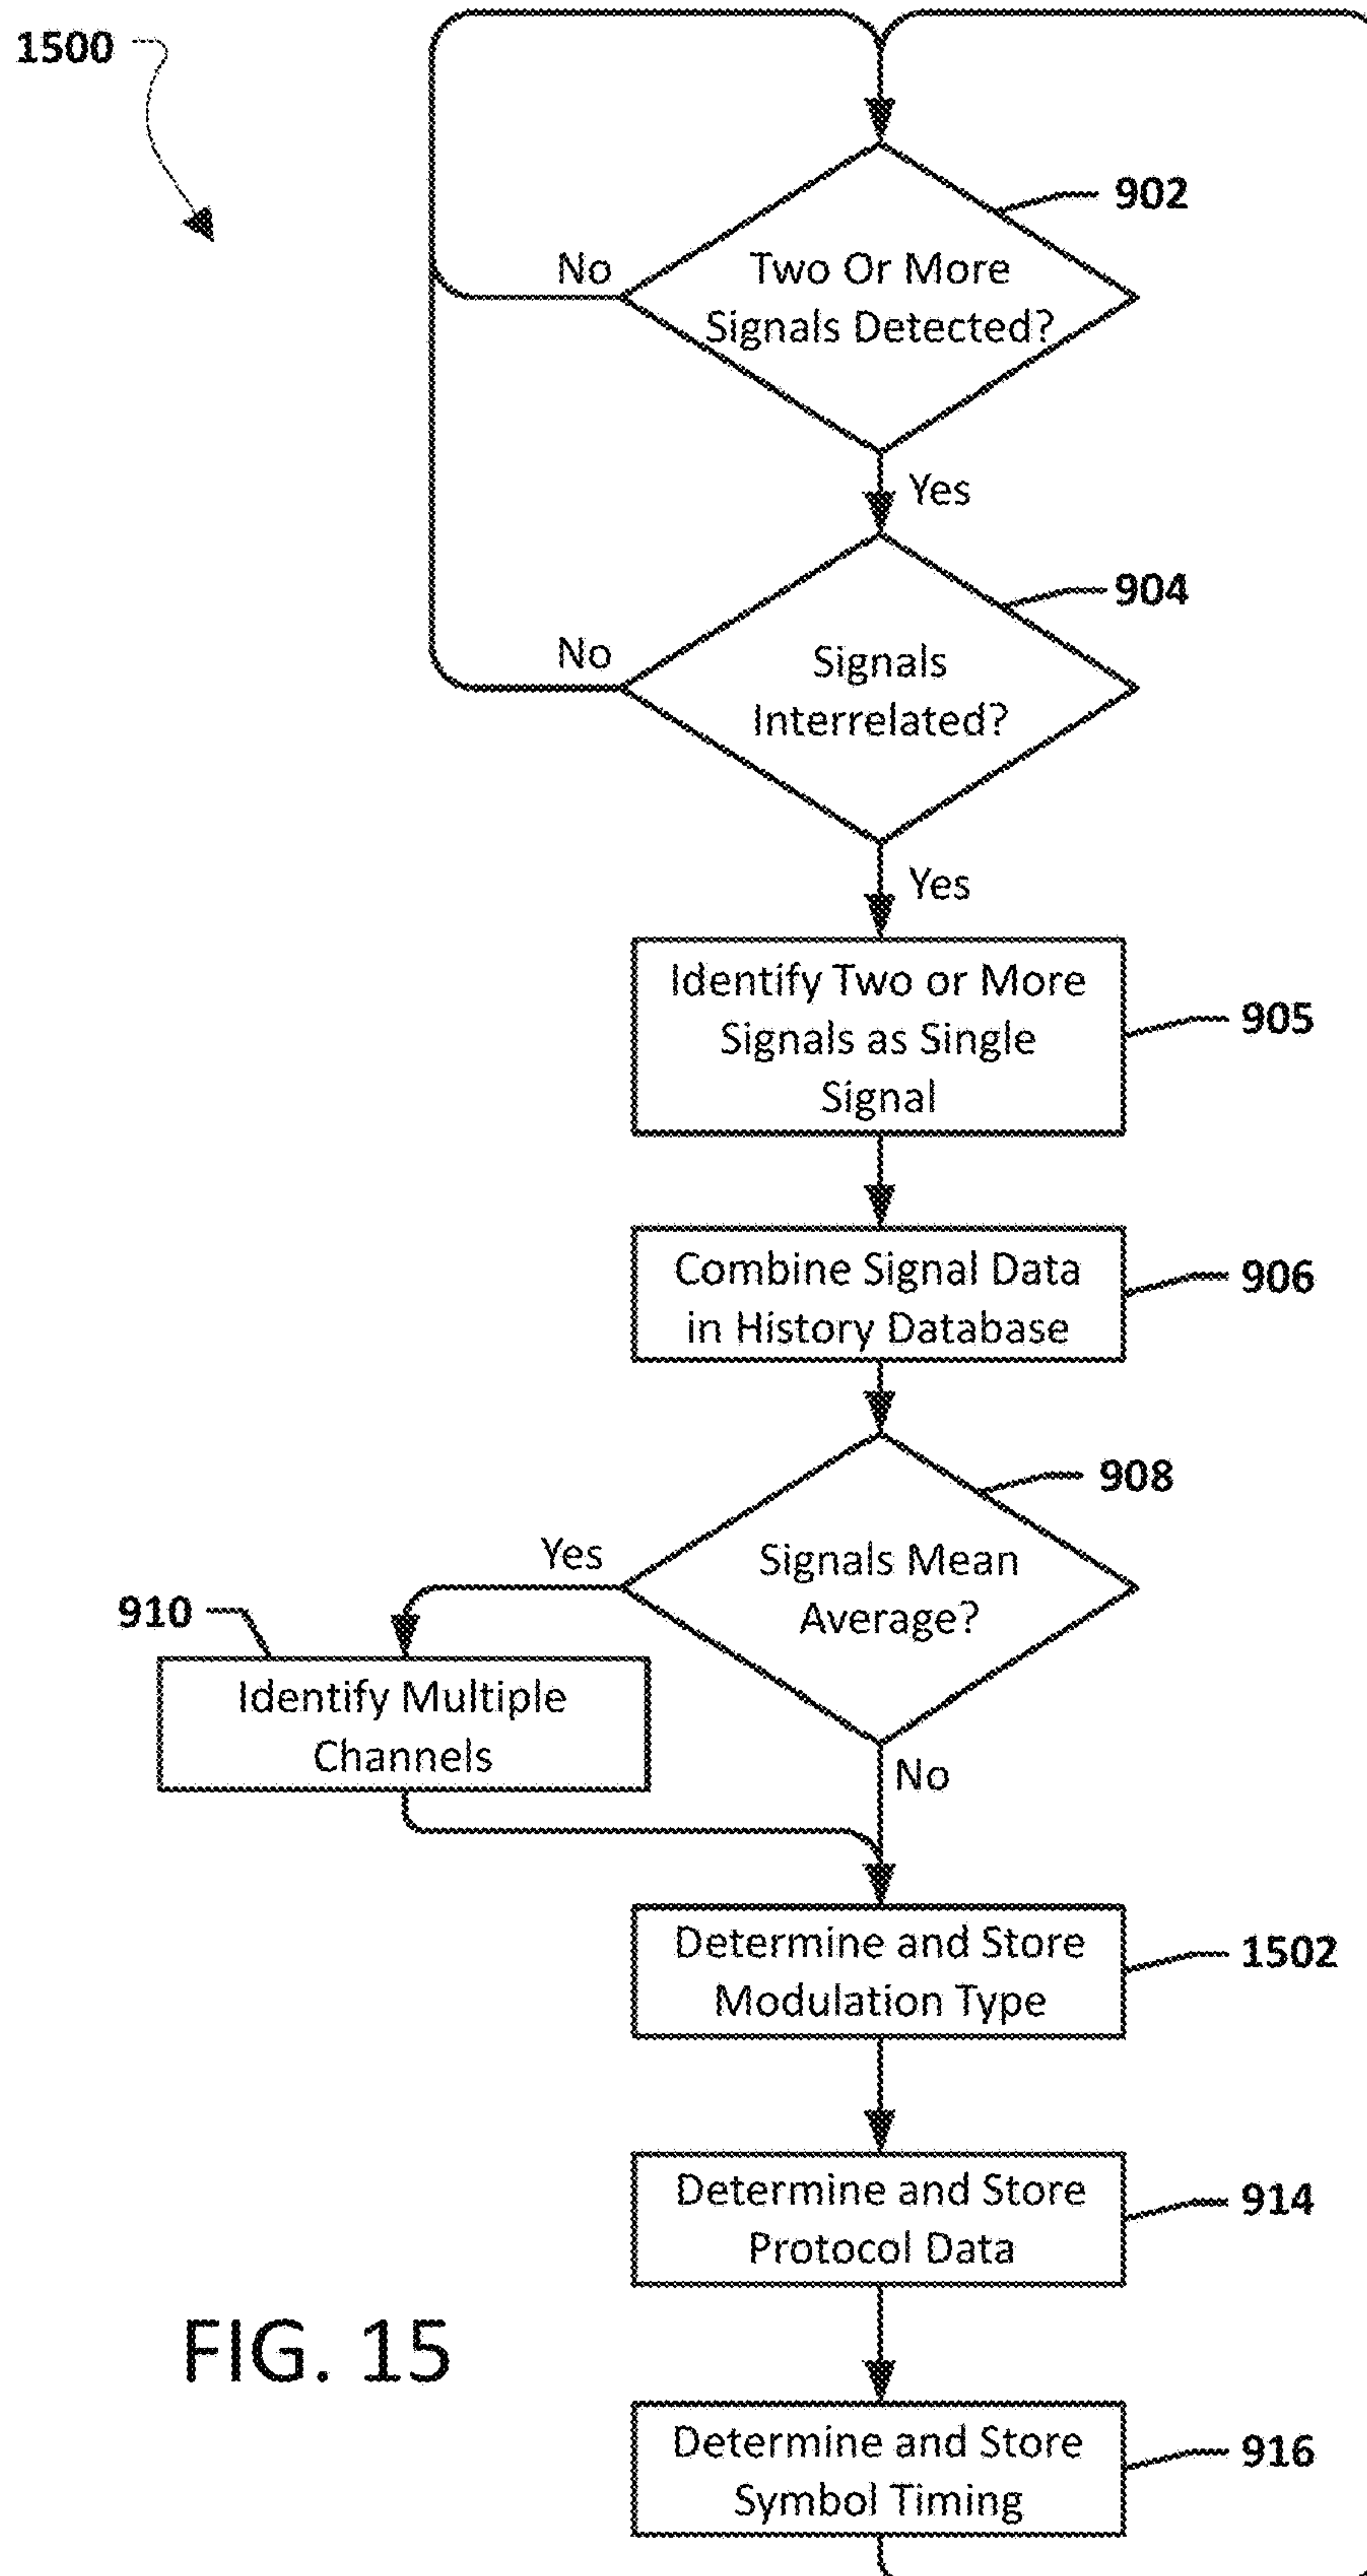 1500
902
No
Two Or More
Signals Detected?
Yes
904
No
Signals
Interrelated?
Yes
Identify Two or More
Signals as Single
Signal
905
Combine Signal Data
in History Database
906
908
Yes
Signals Mean
Average?
910
Identify Multiple
Channels
No
Determine and Store
Modulation Type
1502
Determine and Store
Protocol Data
914
FIG. 15
Determine and Store
Symbol Timing
916